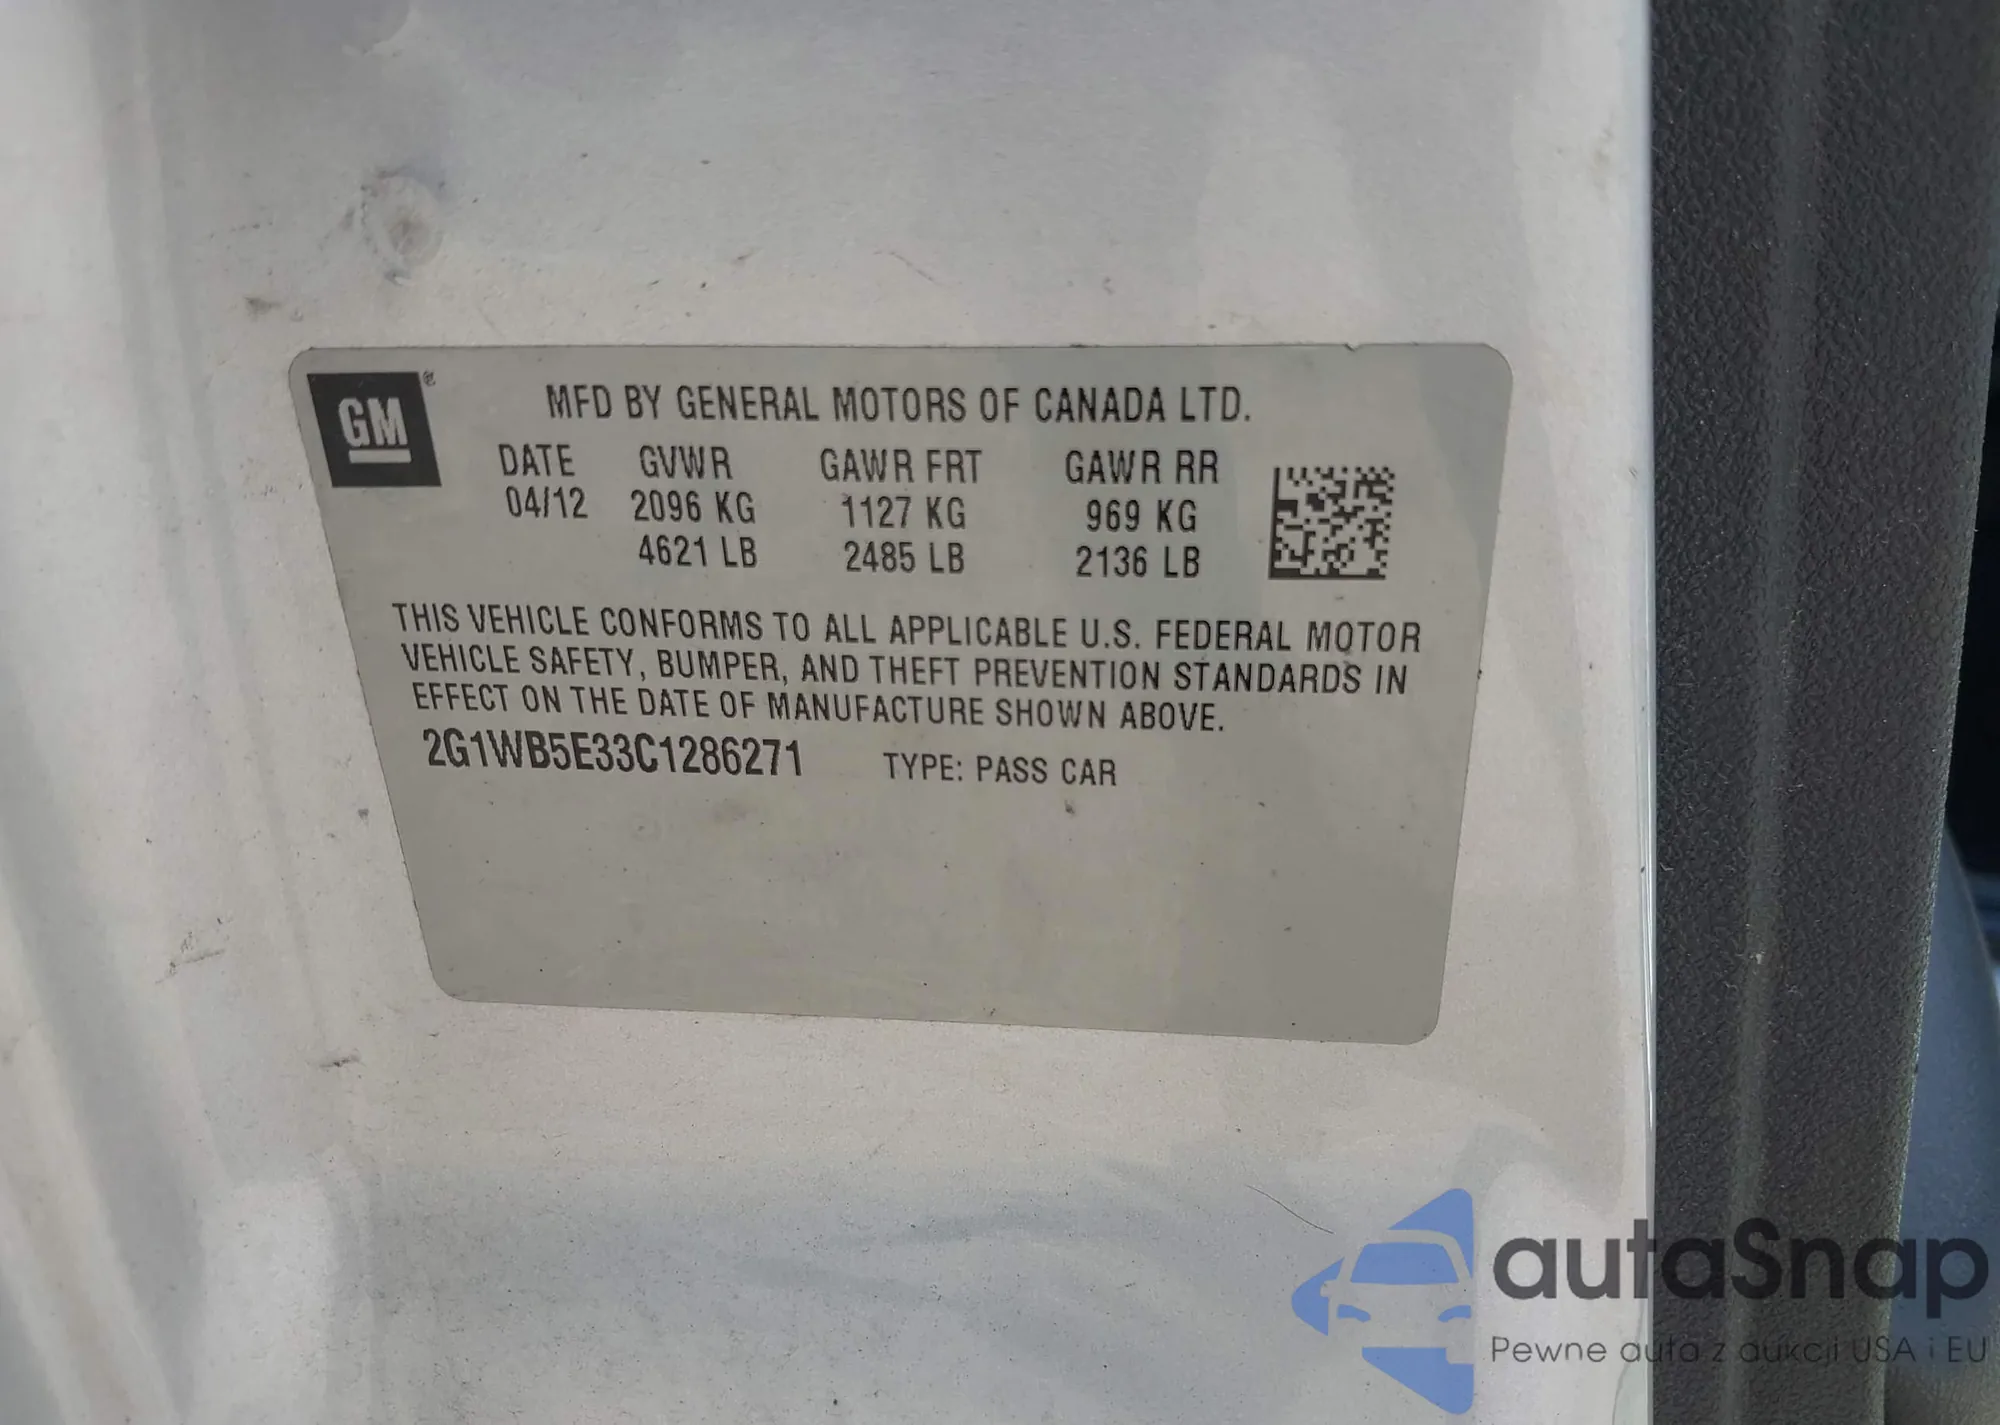 GM ®
MFD BY GENERAL MOTORS OF CANADA LTD.
DATE GVWR GAWR FRT GAWR RR
04/12 2096 KG 1127 KG 969 KG
4621 LB 2485 LB 2136 LB
THIS VEHICLE CONFORMS TO ALL APPLICABLE U.S. FEDERAL MOTOR
VEHICLE SAFETY, BUMPER, AND THEFT PREVENTION STANDARDS IN
EFFECT ON THE DATE OF MANUFACTURE SHOWN ABOVE.
2G1WB5E33C1286271 TYPE: PASS CAR
autaSnap
Pewne auta z aukcji USA i EU